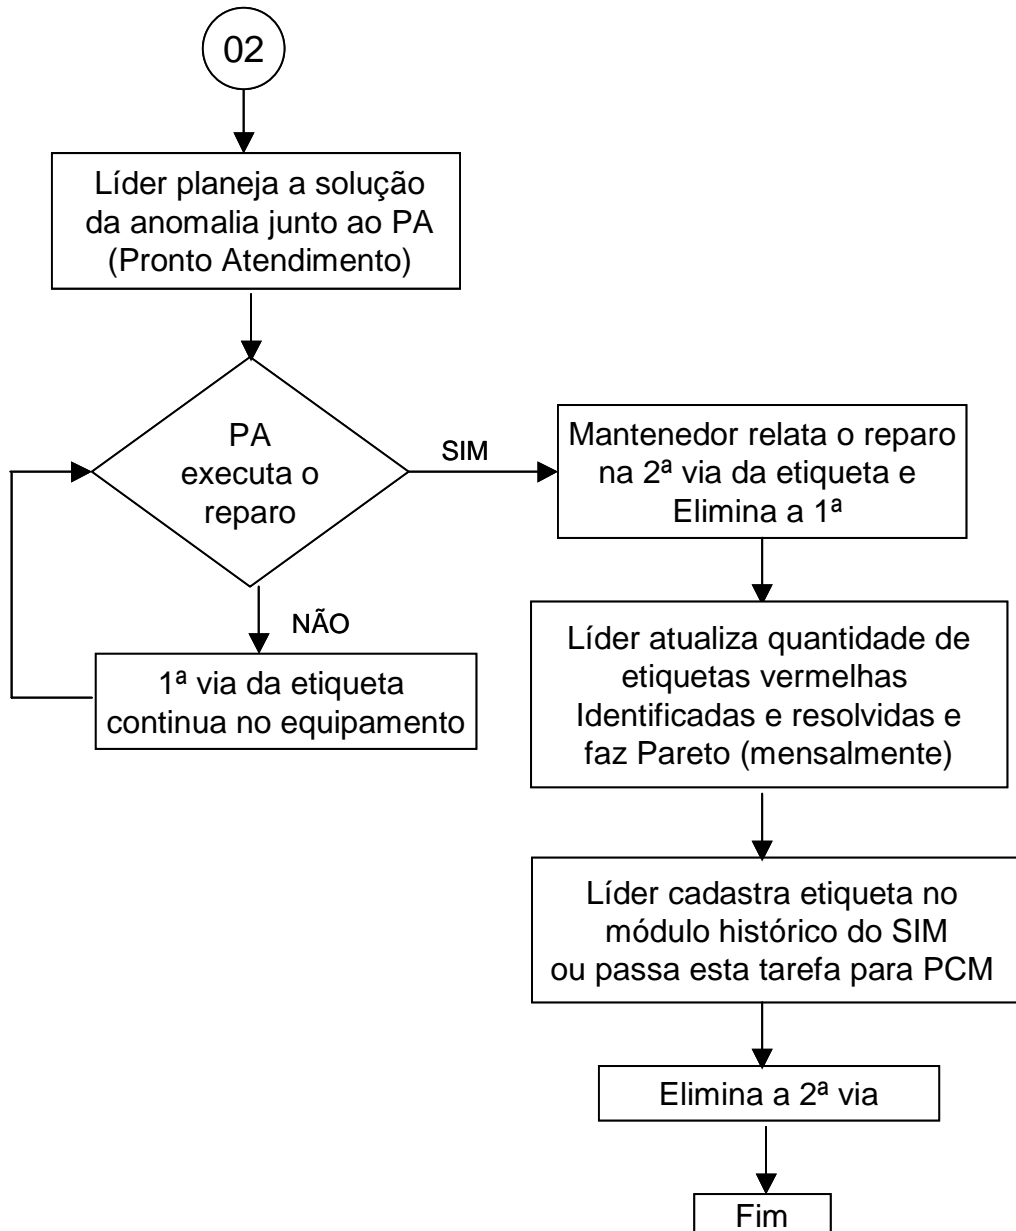 02
Líder planeja a solução
da anomalia junto ao PA
(Pronto Atendimento)
PA
executa o
reparo
SIM
Mantenedor relata o reparo
na 2ª via da etiqueta e
Elimina a 1ª
NÃO
1ª via da etiqueta
continua no equipamento
Líder atualiza quantidade de
etiquetas vermelhas
Identificadas e resolvidas e
faz Pareto (mensalmente)
Líder cadastra etiqueta no
módulo histórico do SIM
ou passa esta tarefa para PCM
Elimina a 2ª via
Fim